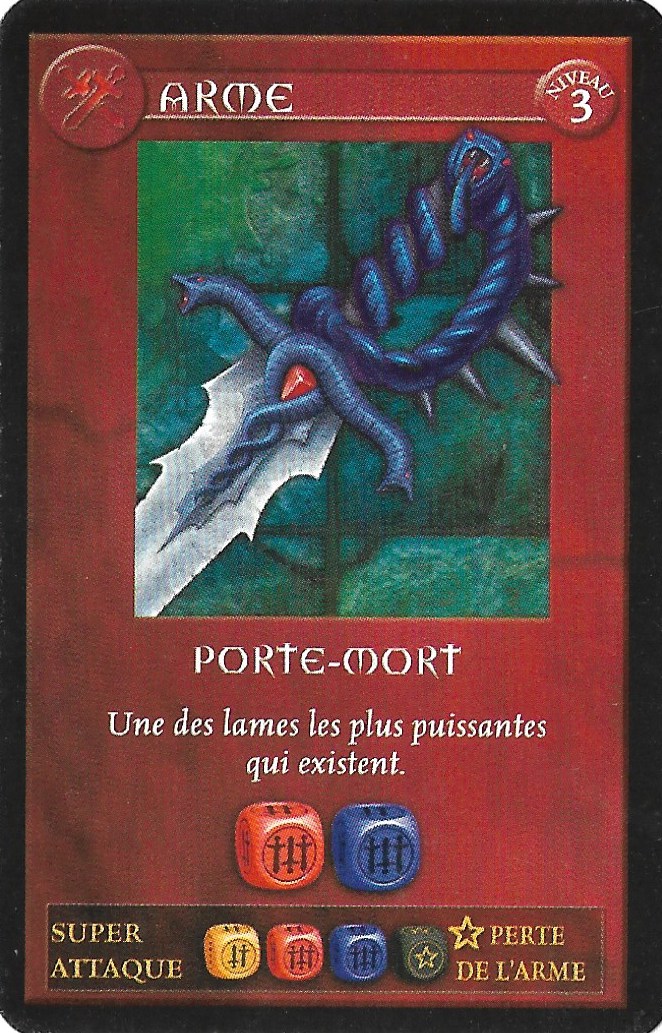 ARME
NIVEAU
3
PORTE-MORT
Une des lames les plus puissantes
qui existent.
SUPER
ATTAQUE
PERTE
DE L'ARME